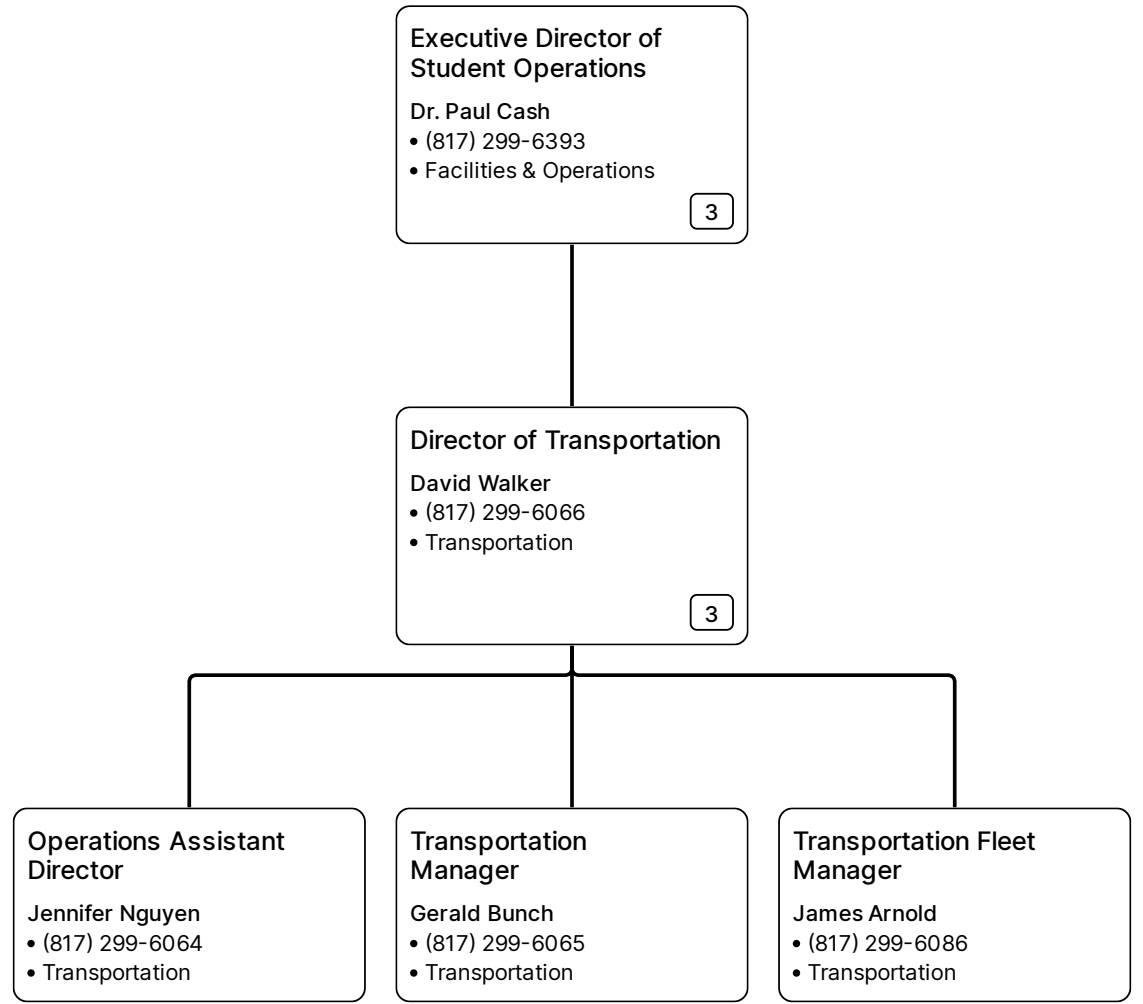 Executive Director of
Student Operations
Dr. Paul Cash
• (817) 299-6393
• Facilities & Operations
3
Director of Transportation
David Walker
• (817) 299-6066
• Transportation
3
Operations Assistant
Director
Jennifer Nguyen
• (817) 299-6064
• Transportation
Transportation
Manager
Gerald Bunch
• (817) 299-6065
• Transportation
Transportation Fleet
Manager
James Arnold
• (817) 299-6086
• Transportation